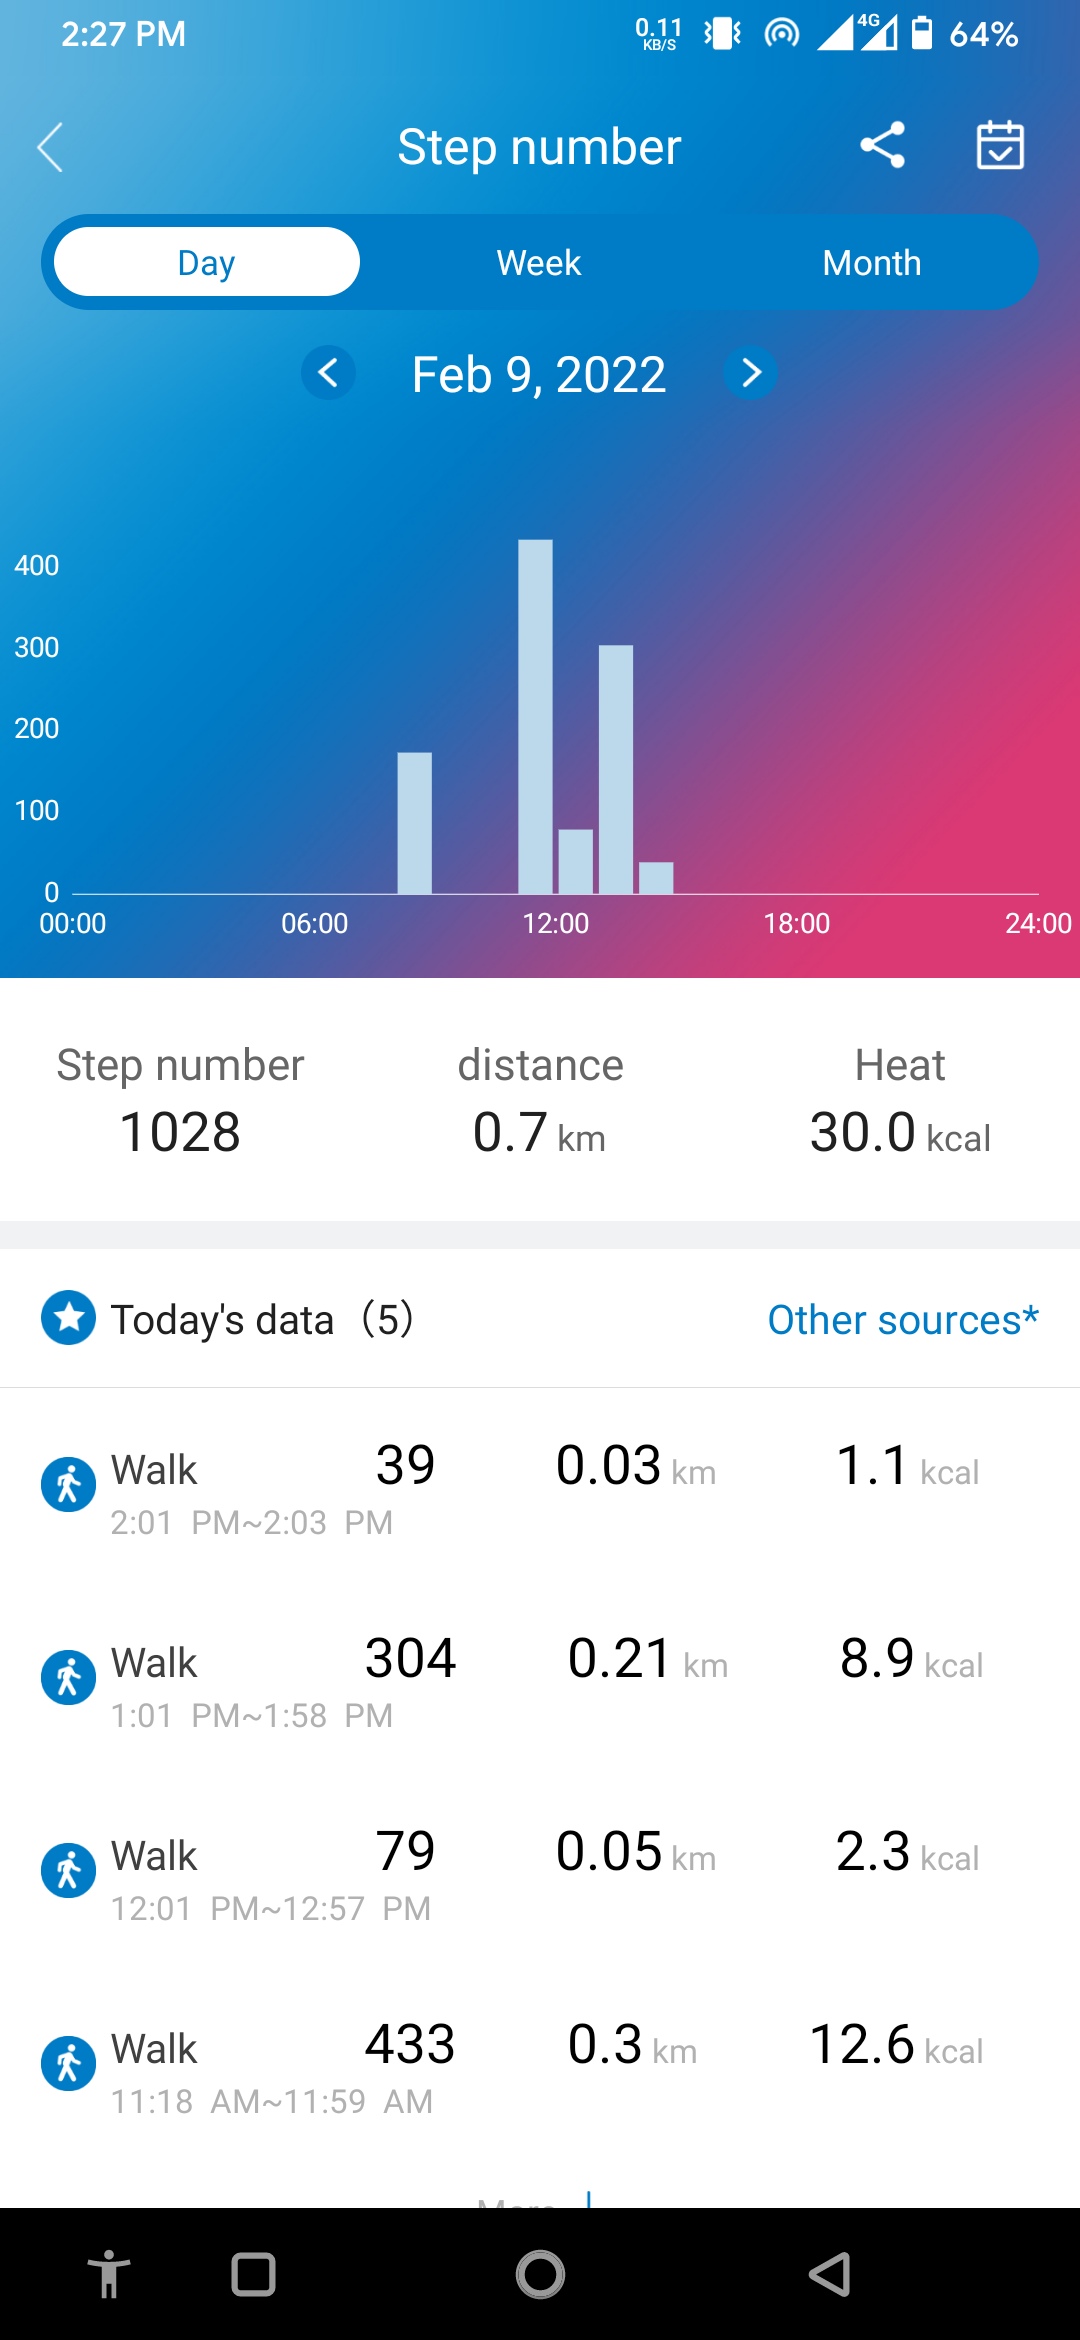 2:27 PM 0.11 KB/S 4G 64%
Step number
Day Week Month
Feb 9, 2022
400
300
200
100
0
00:00 06:00 12:00 18:00 24:00
Step number distance Heat
1028 0.7 km 30.0 kcal
Today's data (5) Other sources*
Walk 39 0.03 km 1.1 kcal
2:01 PM~2:03 PM
Walk 304 0.21 km 8.9 kcal
1:01 PM~1:58 PM
Walk 79 0.05 km 2.3 kcal
12:01 PM~12:57 PM
Walk 433 0.3 km 12.6 kcal
11:18 AM~11:59 AM
More